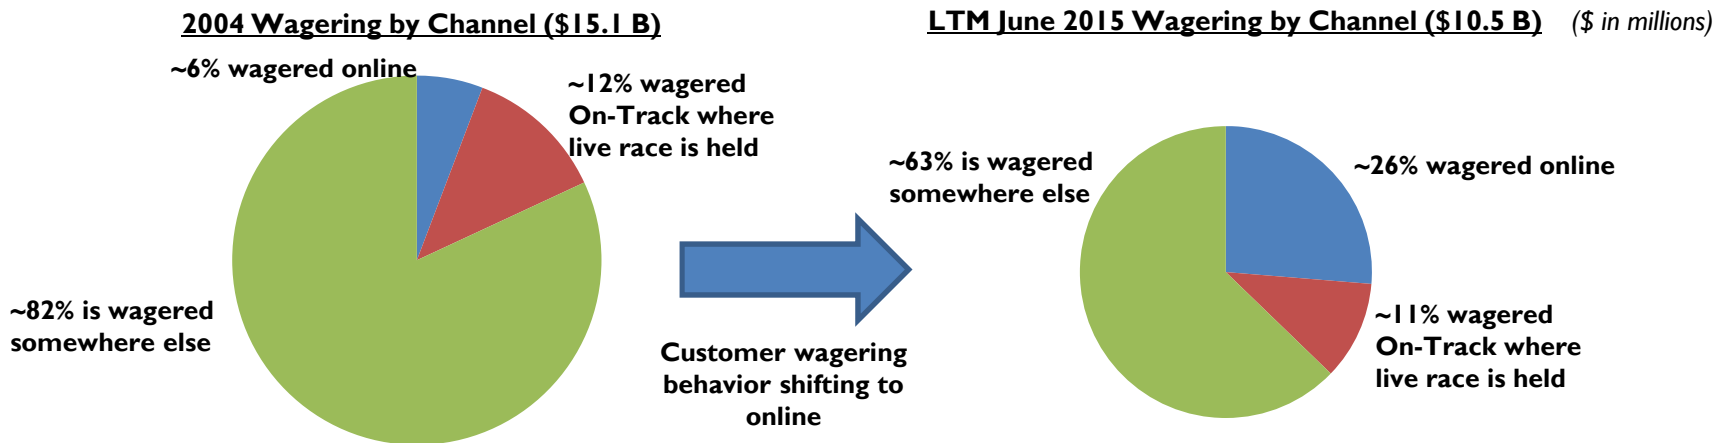 2004 Wagering by Channel ($15.1 B)
~6% wagered online
~12% wagered
On-Track where
live race is held
~82% is wagered
somewhere else
Customer wagering
behavior shifting to
online
LTM June 2015 Wagering by Channel ($10.5 B)
($ in millions)
~63% is wagered
somewhere else
~26% wagered online
~11% wagered
On-Track where
live race is held